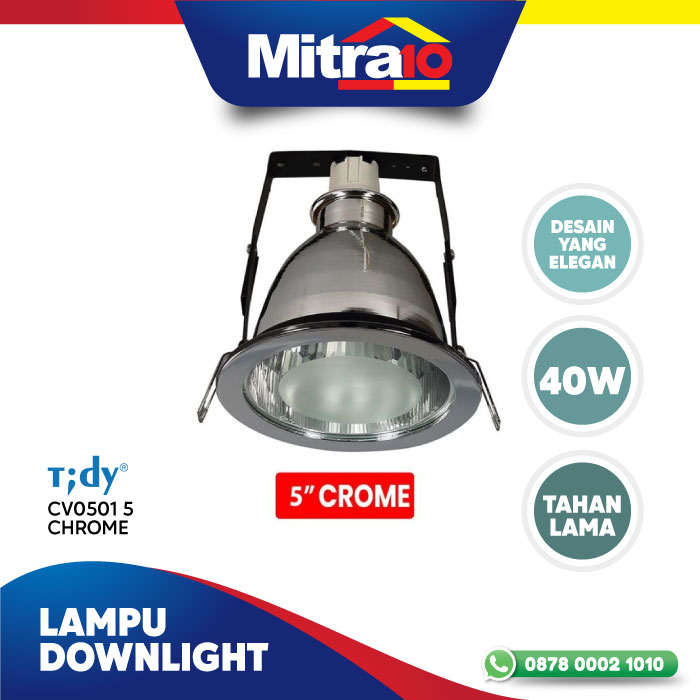 Mitra10
DESAIN
YANG
ELEGAN
40W
TAHAN
LAMA
5” CROME
T;dy®
CV0501 5
CHROME
LAMPU
DOWNLIGHT
0878 0002 1010